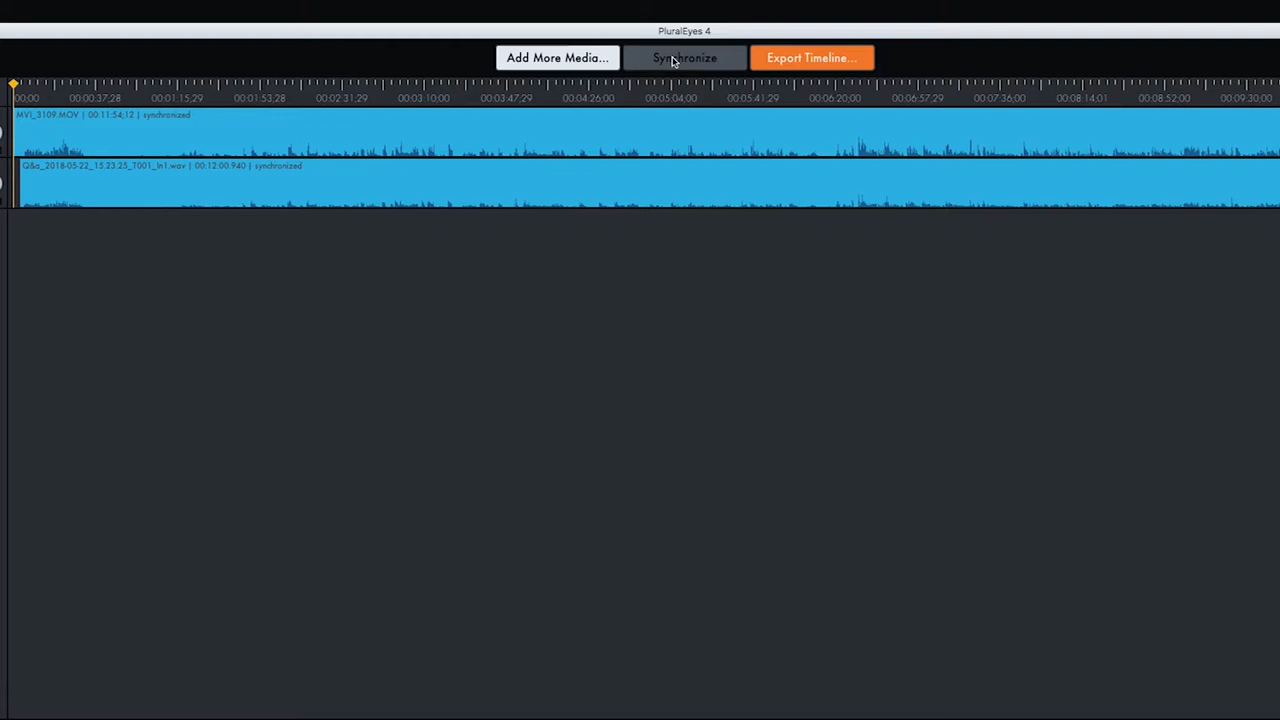 PluralEyes 4
Add More Media... Synchronize Export Timeline...
00;00 00:00:37;28 00:01:15;29 00:01:53;28 00:02:31;29 00:03:10;00 00:03:47;29 00:04:26;00 00:05:04;00 00:05:41;29 00:06:20;00 00:06:57;29 00:07:36;00 00:08:14;01 00:08:52;00 00:09:30;00
MVI_3109.MOV | 00:11:54;12 | synchronized
Q&a_2018-05-22_15.23.25_T001_In1.wav | 00:12:00.940 | synchronized